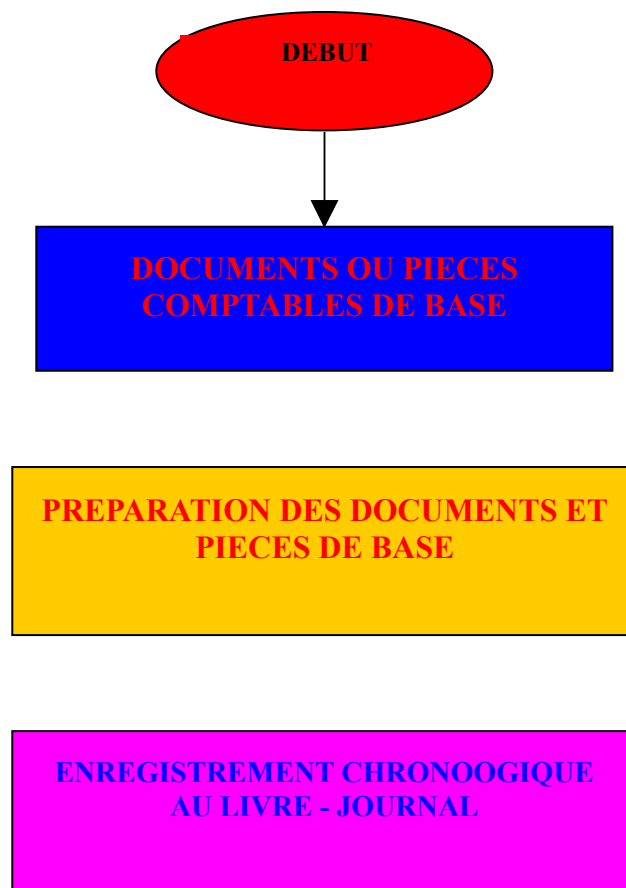 DEBUT
DOCUMENTS OU PIECES
COMPTABLES DE BASE
PREPARATION DES DOCUMENTS ET
PIECES DE BASE
ENREGISTREMENT CHRONOOGIQUE
AU LIVRE - JOURNAL